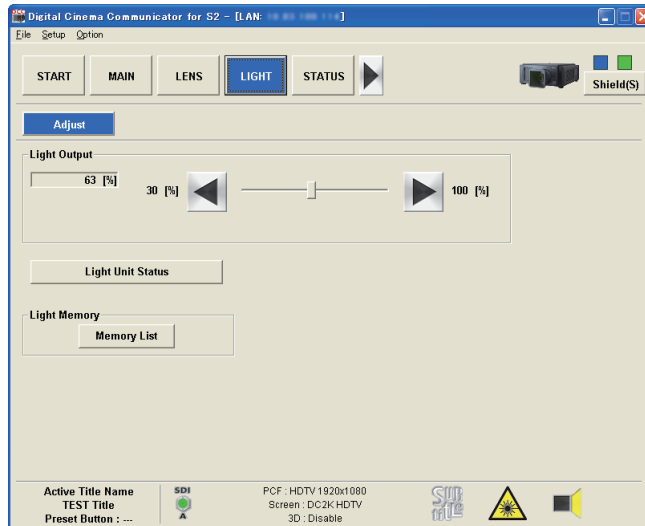 Digital Cinema Communicator for S2 - [LAN: ]
File Setup Option
START MAIN LENS LIGHT STATUS Shield(S)
Adjust
Light Output
63 [%] 30 [%] 100 [%]
Light Unit Status
Light Memory
Memory List
Active Title Name
TEST Title
Preset Button : ---
SDI
A
PCF : HDTV 1920x1080
Screen : DC2K HDTV
3D : Disable
SUB
TITLE